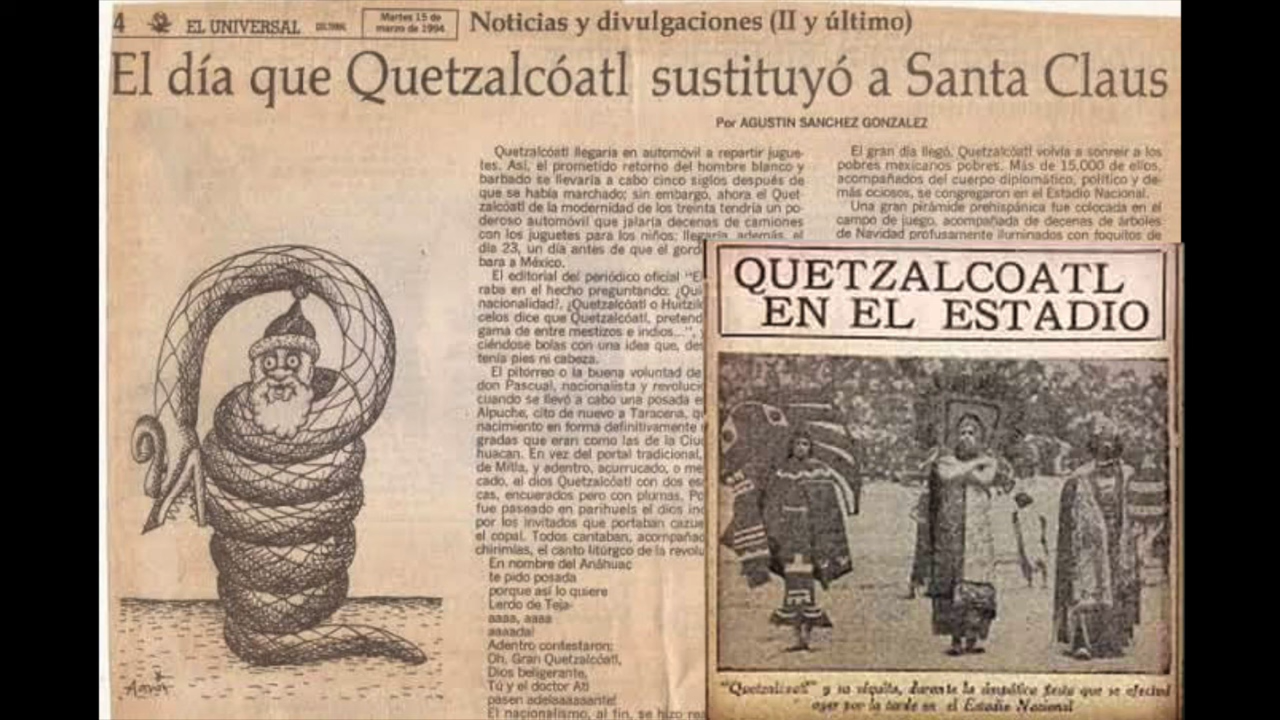 4 EL UNIVERSAL
Martes 15 de
marzo de 1994
Noticias y divulgaciones (II y último)
El día que Quetzalcóatl sustituyó a Santa Claus
Por AGUSTIN SANCHEZ GONZALEZ
Quetzalcóatl llegaría en automóvil a repartir jugue-
tes. Así, el prometido retorno del hombre blanco y
barbado se llevaría a cabo cinco siglos después de
que se había marchado; sin embargo, ahora el Quet-
zalcóatl de la modernidad de los treinta tendría un po-
deroso automóvil que jalaría decenas de camiones
con los juguetes para los niños; llegaría, además, el
día 23, un día antes de que el gord
bara a México.
El editorial del periódico oficial "El
raba en el hecho preguntando: ¿Qui
nacionalidad?, ¿Quetzalcóatl o Huitzil
celos dice que Quetzalcóatl, pretend
gama de entre mestizos e indios...",
ciéndose bolas con una idea que, de
tenía pies ni cabeza.
El pitorreo o la buena voluntad de
don Pascual, nacionalista y revoluci
cuando se llevó a cabo una posada e
Alpuche, cito de nuevo a Taracena, q
nacimiento en forma definitivamente
gradas que eran como las de la Ciu
huacan. En vez del portal tradicional,
de Mitla, y adentro, acurrucado, o me
cado, el dios Quetzalcóatl con dos es
cas, encuerados pero con plumas. Po
fue paseado en parihuels el dios in
por los invitados que portaban cazue
el copal. Todos cantaban, acompaña
chirimías, el canto litúrgco de la revolu
En nombre del Anáhuac
te pido posada
porque así lo quiere
Lerdo de Teja-
aaaa, aaaa
aaaada!
Adentro contestaron:
Oh, Gran Quetzalcóatl,
Dios beligerante,
Tú y el doctor Atl
pasen adelaaaaaante!
El nacionalismo, al fin, se hizo rea
El gran día llegó. Quetzalcóatl volvía a sonreír a los
pobres mexicanos pobres. Más de 15,000 de ellos,
acompañados del cuerpo diplomático, político y de-
más ociosos, se congregaron en el Estadio Nacional.
Una gran pirámide prehispánica fue colocada en el
campo de juego, acompañada de decenas de árboles
de Navidad profusamente iluminados con foquitos de
QUETZALCOATL
EN EL ESTADIO
"Quetzalcoatl" y su séquito, durante la simpática fiesta que se efectuó
ayer por la tarde en el Estadio Nacional